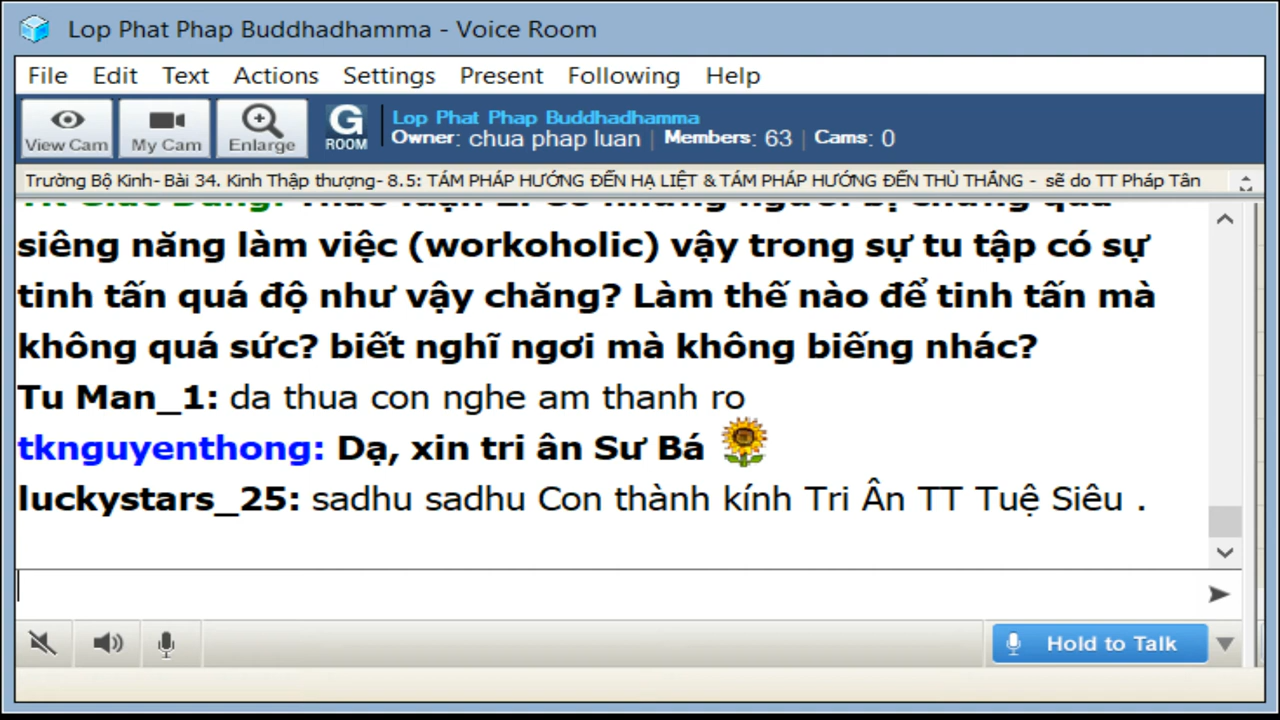 Lop Phat Phap Buddhadhamma - Voice Room
File Edit Text Actions Settings Present Following Help
View Cam My Cam Enlarge G ROOM
Lop Phat Phap Buddhadhamma
Owner: chua phap luan | Members: 63 | Cams: 0
Trường Bộ Kinh- Bài 34. Kinh Thập thượng- 8.5: TÁM PHÁP HƯỚNG ĐẾN HẠ LIỆT & TÁM PHÁP HƯỚNG ĐẾN THÙ THẮNG - sẽ do TT Pháp Tân
siêng năng làm việc (workoholic) vậy trong sự tu tập có sự
tinh tấn quá độ như vậy chăng? Làm thế nào để tinh tấn mà
không quá sức? biết nghĩ ngơi mà không biếng nhác?
Tu Man_1: da thua con nghe am thanh ro
tknguyenthong: Dạ, xin tri ân Sư Bá
luckystars_25: sadhu sadhu Con thành kính Tri Ân TT Tuệ Siêu .
Hold to Talk